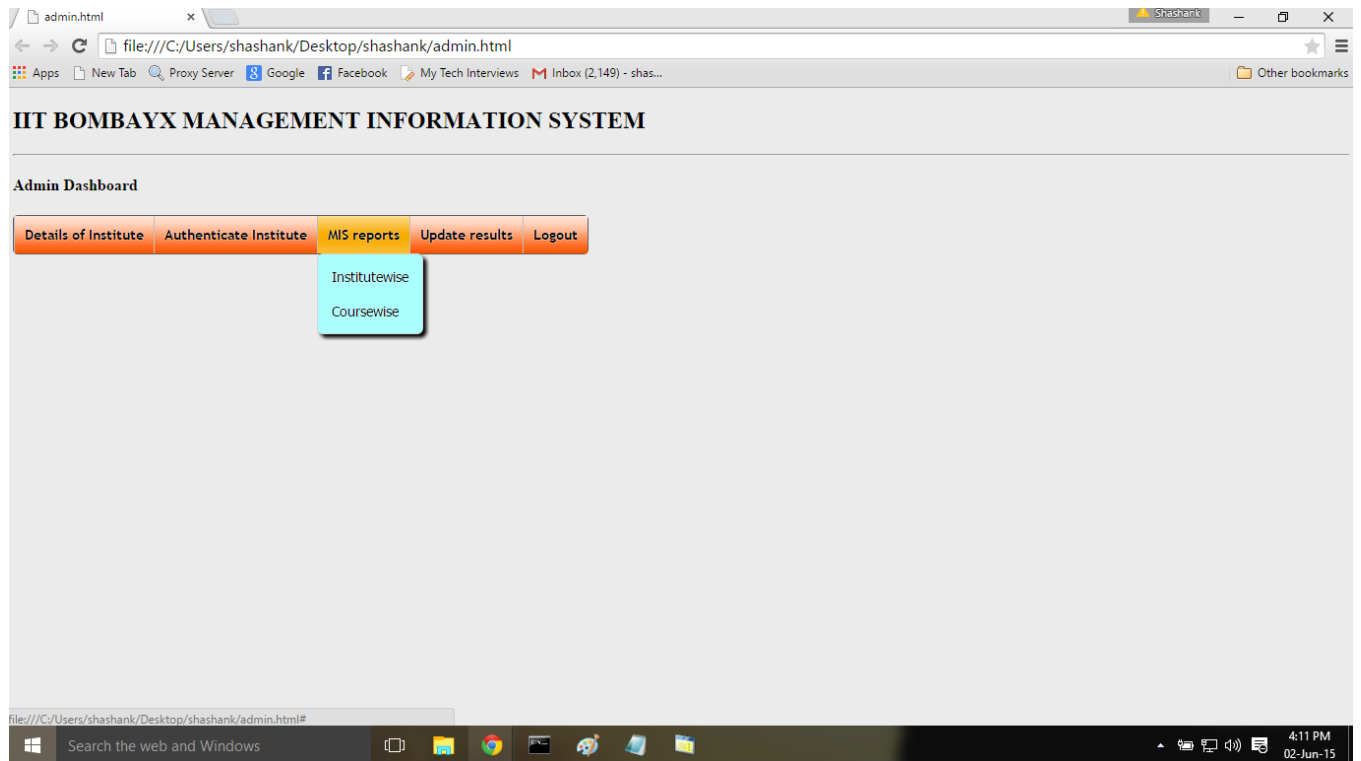 admin.html
Shashank
file:///C:/Users/shashank/Desktop/shashank/admin.html
Apps New Tab Proxy Server Google Facebook My Tech Interviews Inbox (2,149) - shas... Other bookmarks
IIT BOMBAYX MANAGEMENT INFORMATION SYSTEM
Admin Dashboard
Details of Institute Authenticate Institute MIS reports Update results Logout
Institutewise
Coursewise
file:///C:/Users/shashank/Desktop/shashank/admin.html#
Search the web and Windows
4:11 PM
02-Jun-15